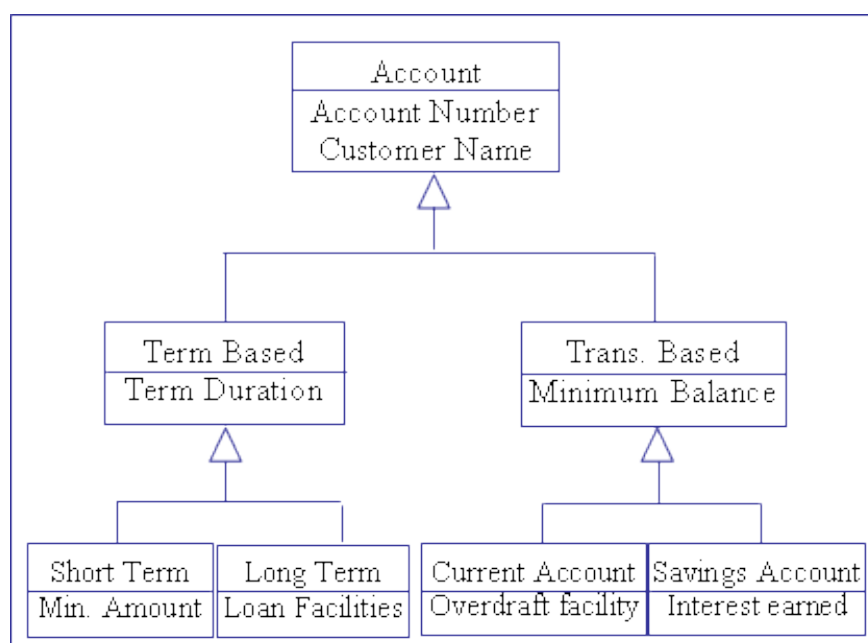 Account
Account Number
Customer Name
Term Based
Term Duration
Trans. Based
Minimum Balance
Short Term
Min. Amount
Long Term
Loan Facilities
Current Account
Overdraft facility
Savings Account
Interest earned